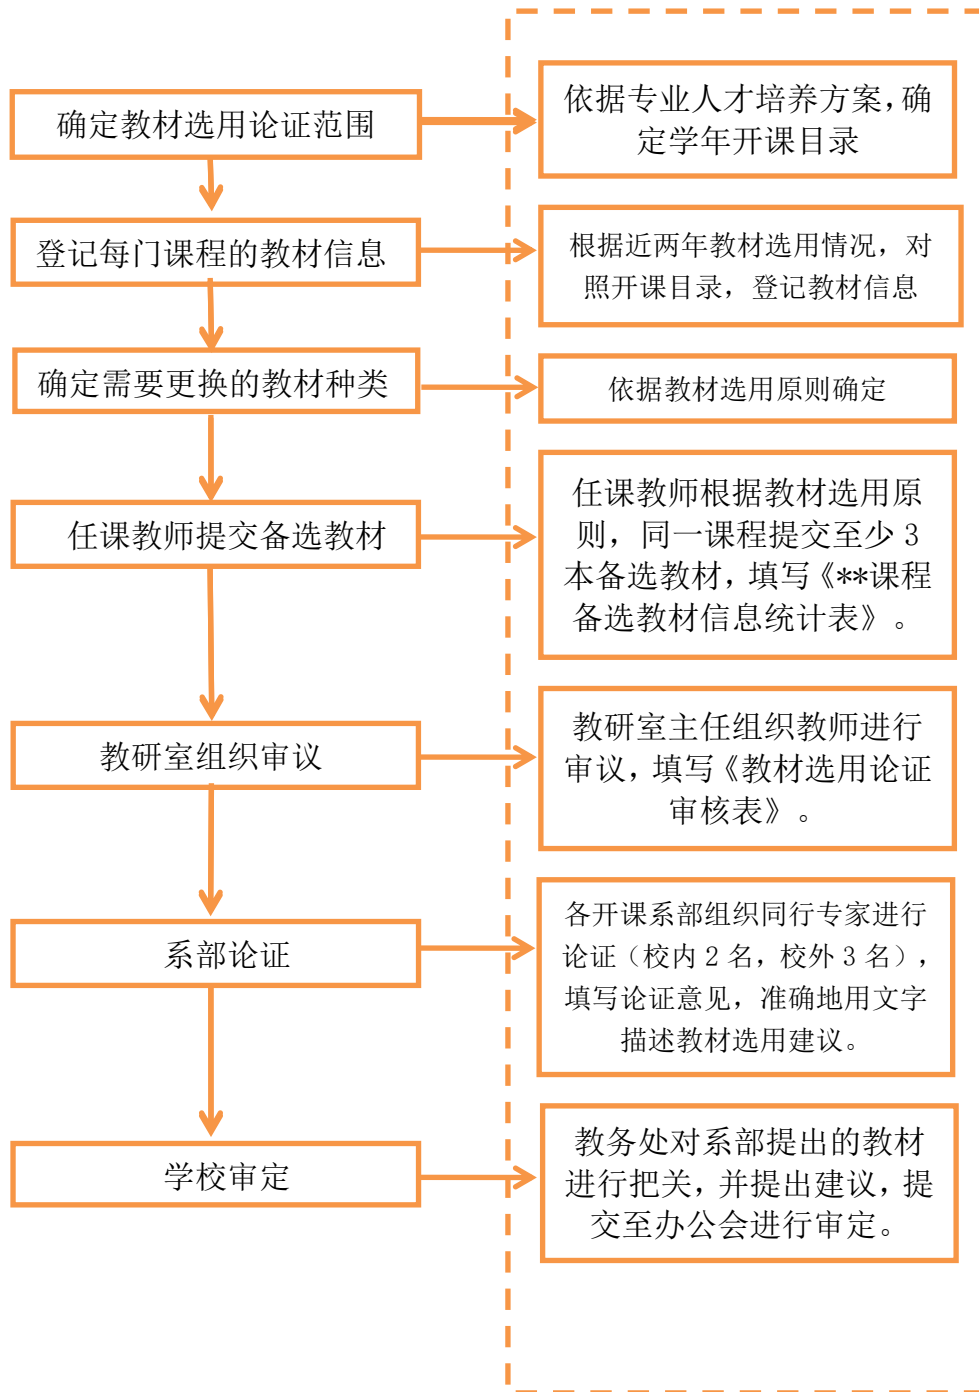 确定教材选用论证范围
依据专业人才培养方案,确
定学年开课目录
登记每门课程的教材信息
根据近两年教材选用情况，对
照开课目录，登记教材信息
确定需要更换的教材种类
依据教材选用原则确定
任课教师提交备选教材
任课教师根据教材选用原
则，同一课程提交至少 3
本备选教材,填写《**课程
备选教材信息统计表》。
教研室组织审议
教研室主任组织教师进行
审议,填写《教材选用论证
审核表》。
系部论证
各开课系部组织同行专家进行
论证（校内 2 名，校外 3 名），
填写论证意见，准确地用文字
描述教材选用建议。
学校审定
教务处对系部提出的教材
进行把关,并提出建议，提
交至办公会进行审定。